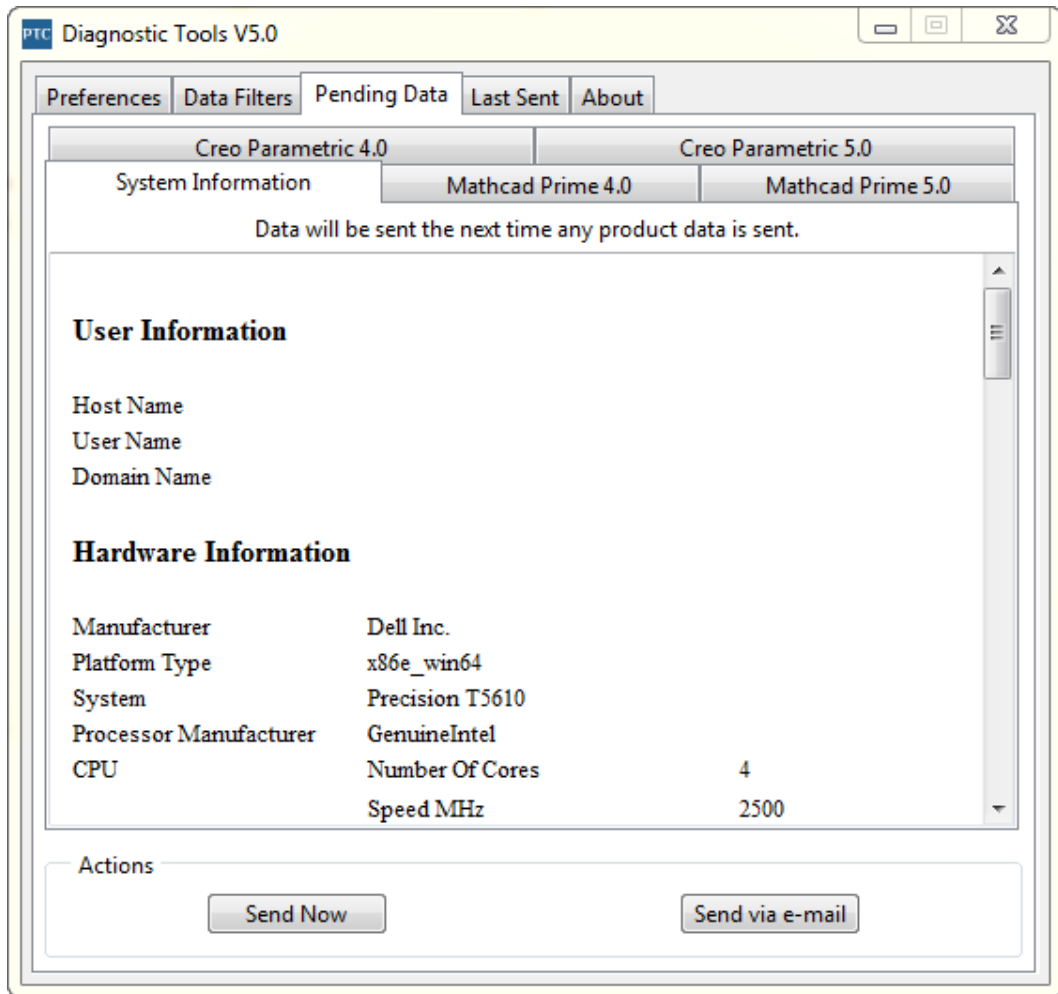 PTC Diagnostic Tools V5.0
Preferences Data Filters Pending Data Last Sent About
Creo Parametric 4.0 Creo Parametric 5.0
System Information Mathcad Prime 4.0 Mathcad Prime 5.0
Data will be sent the next time any product data is sent.
User Information
Host Name
User Name
Domain Name
Hardware Information
Manufacturer Dell Inc.
Platform Type x86e_win64
System Precision T5610
Processor Manufacturer GenuineIntel
CPU Number Of Cores 4
Speed MHz 2500
Actions
Send Now Send via e-mail